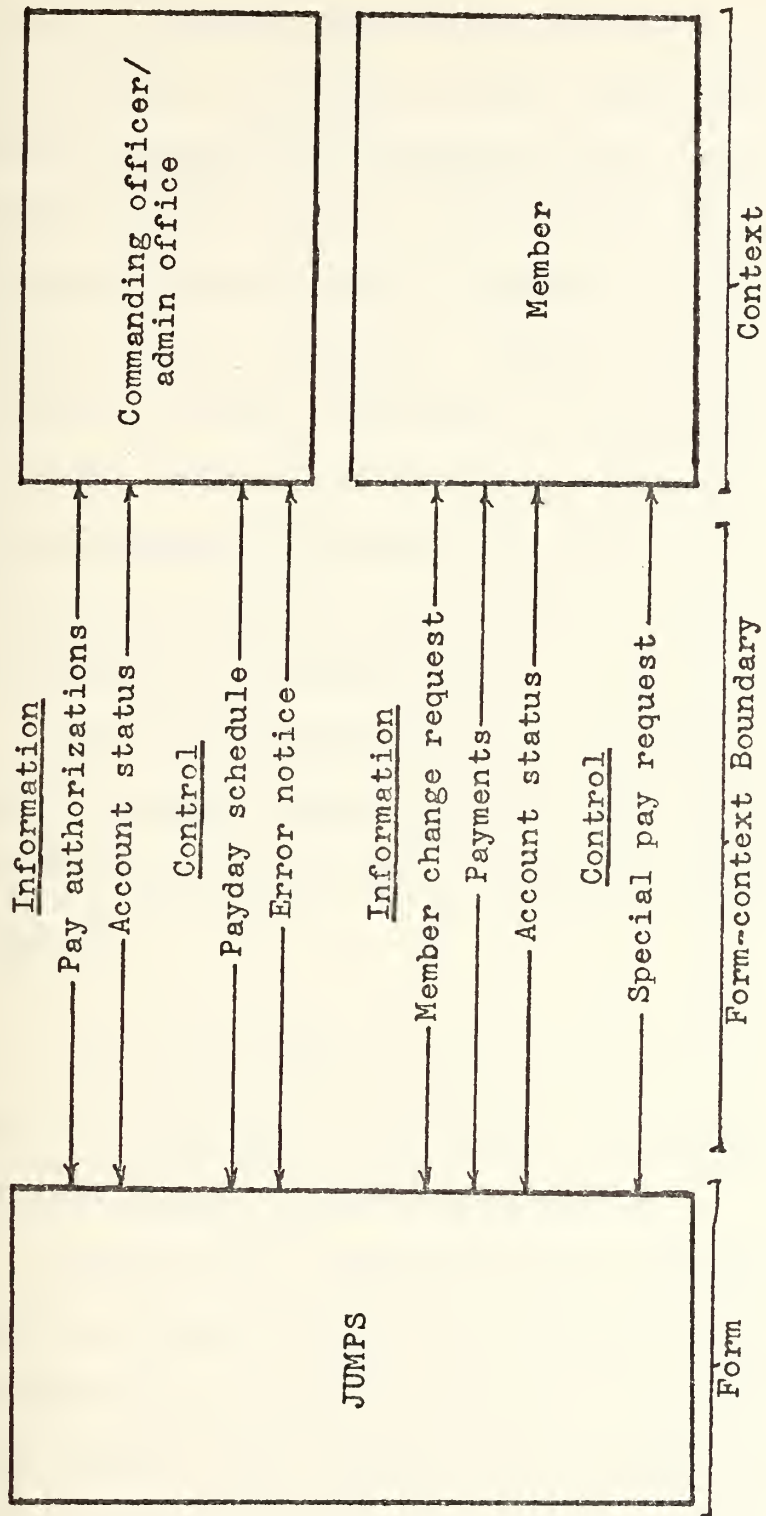 JUMPS
Information
Pay authorizations
Account status
Control
Payday schedule
Error notice
Information
Member change request
Payments
Account status
Control
Special pay request
Commanding officer/
admin office
Member
Form
Form-context Boundary
Context